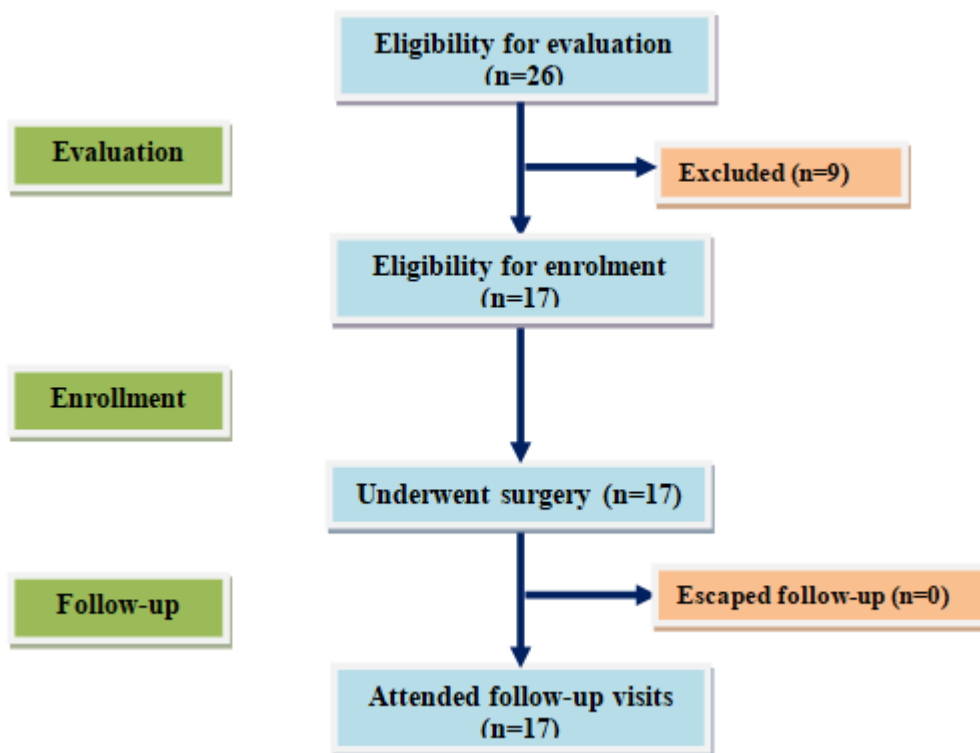 Eligibility for evaluation
(n=26)
Evaluation
Excluded (n=9)
Eligibility for enrolment
(n=17)
Enrollment
Underwent surgery (n=17)
Follow-up
Escaped follow-up (n=0)
Attended follow-up visits
(n=17)